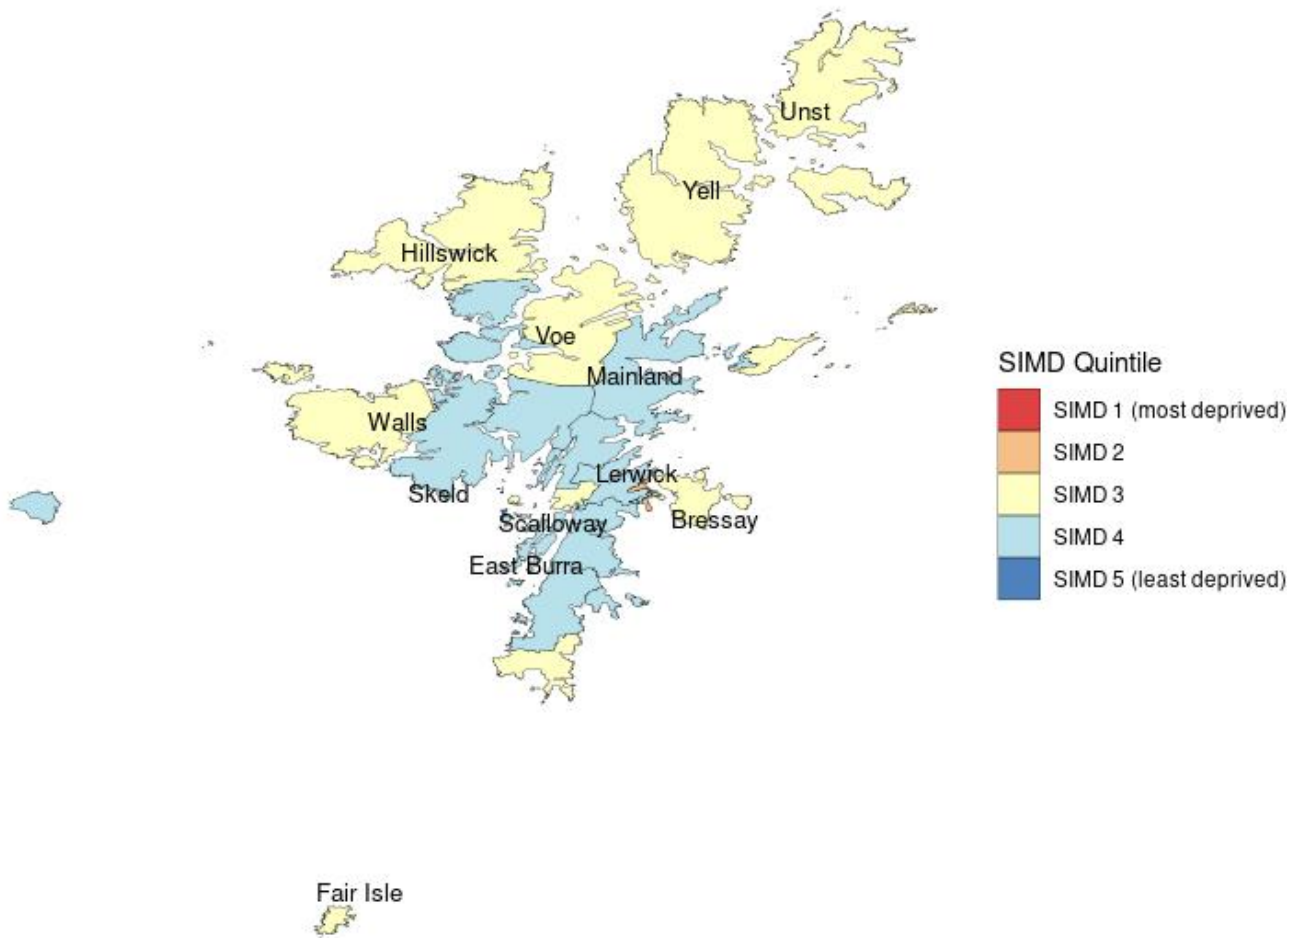 Unst
Yell
Hillswick
Voe
Mainland
Walls
Lerwick
Skeld
Scalloway
Bressay
East Burra
Fair Isle
SIMD Quintile
SIMD 1 (most deprived)
SIMD 2
SIMD 3
SIMD 4
SIMD 5 (least deprived)